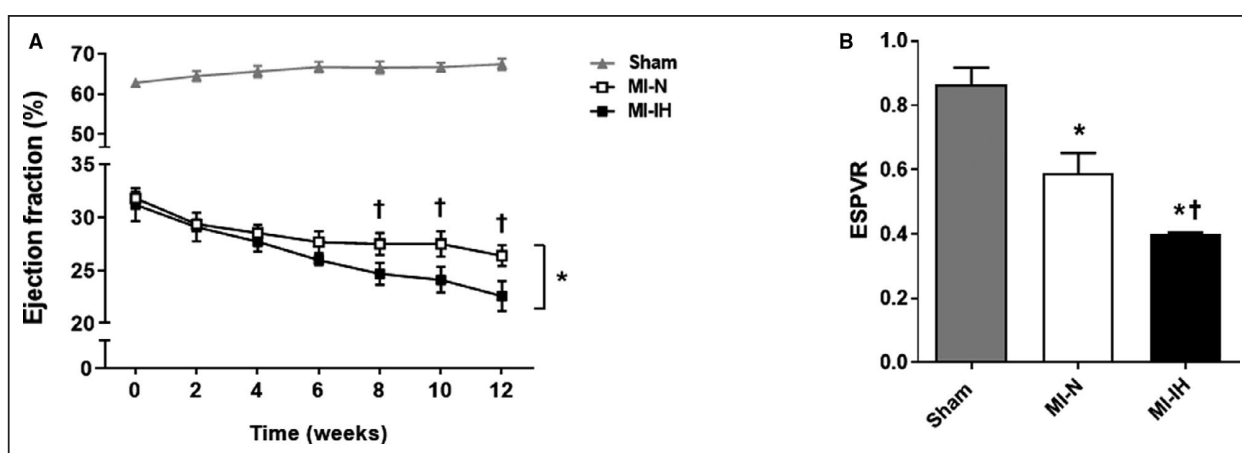 A
Ejection fraction (%)
70
60
50
35
30
25
20
0
† † †
*
0 2 4 6 8 10 12
Time (weeks)
Sham
MI-N
MI-IH
B
ESPVR
1.0
0.8
0.6
0.4
0.2
0.0
*
*†
Sham
MI-N
MI-IH